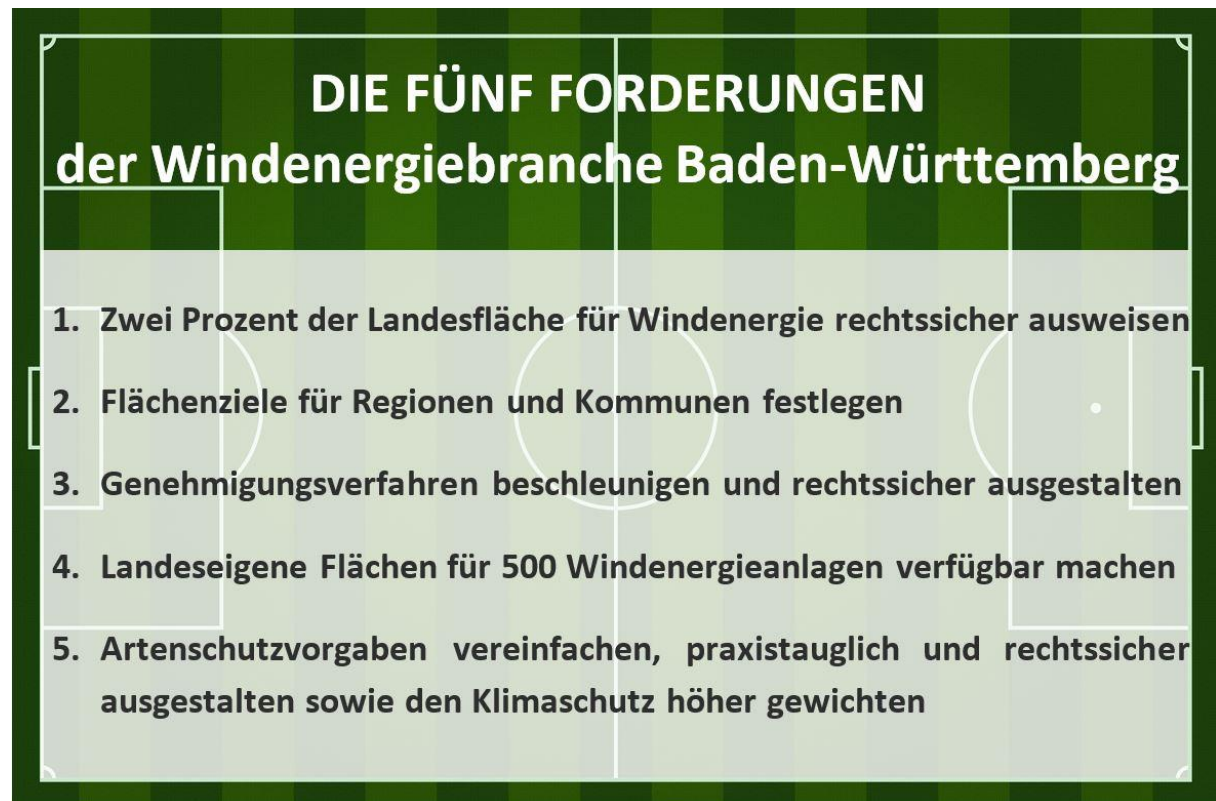 DIE FÜNF FORDERUNGEN
der Windenergiebranche Baden-Württemberg
1. Zwei Prozent der Landesfläche für Windenergie rechtssicher ausweisen
2. Flächenziele für Regionen und Kommunen festlegen
3. Genehmigungsverfahren beschleunigen und rechtssicher ausgestalten
4. Landeseigene Flächen für 500 Windenergieanlagen verfügbar machen
5. Artenschutzvorgaben vereinfachen, praxistauglich und rechtssicher
ausgestalten sowie den Klimaschutz höher gewichten